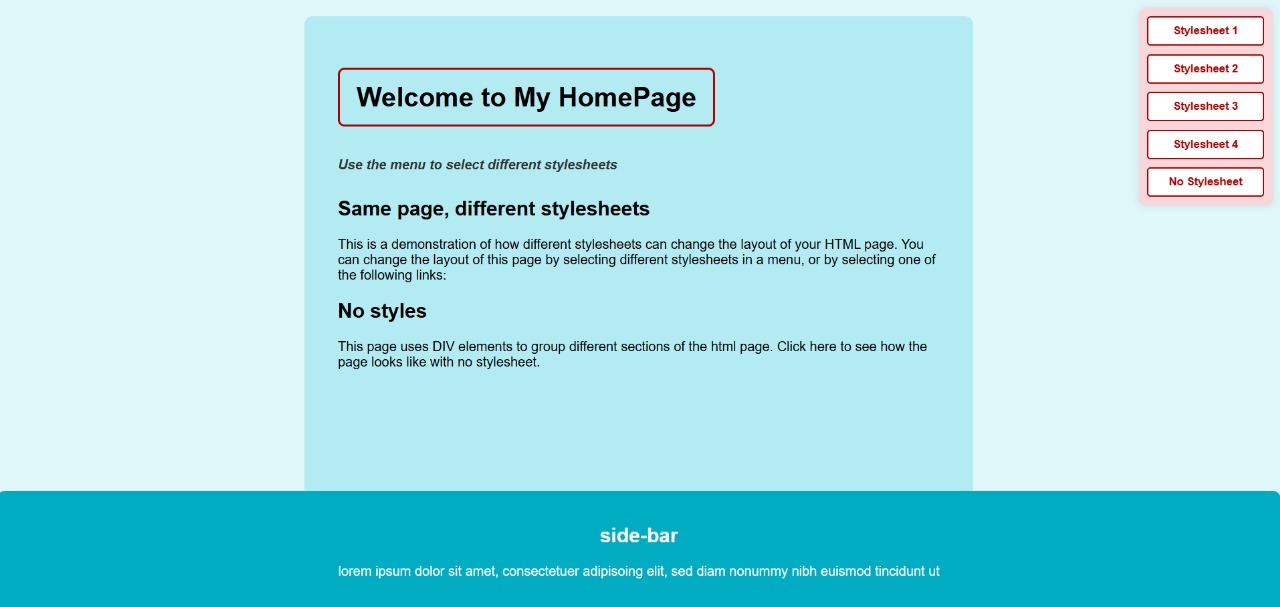 Welcome to My HomePage
Use the menu to select different stylesheets
Same page, different stylesheets
This is a demonstration of how different stylesheets can change the layout of your HTML page. You
can change the layout of this page by selecting different stylesheets in a menu, or by selecting one of
the following links:
No styles
This page uses DIV elements to group different sections of the html page. Click here to see how the
page looks like with no stylesheet.
Stylesheet 1
Stylesheet 2
Stylesheet 3
Stylesheet 4
No Stylesheet
side-bar
lorem ipsum dolor sit amet, consectetuer adipisoing elit, sed diam nonummy nibh euismod tincidunt ut